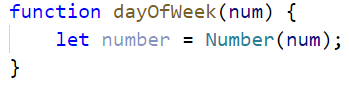 function dayOfWeek(num) {
    let number = Number(num);
}